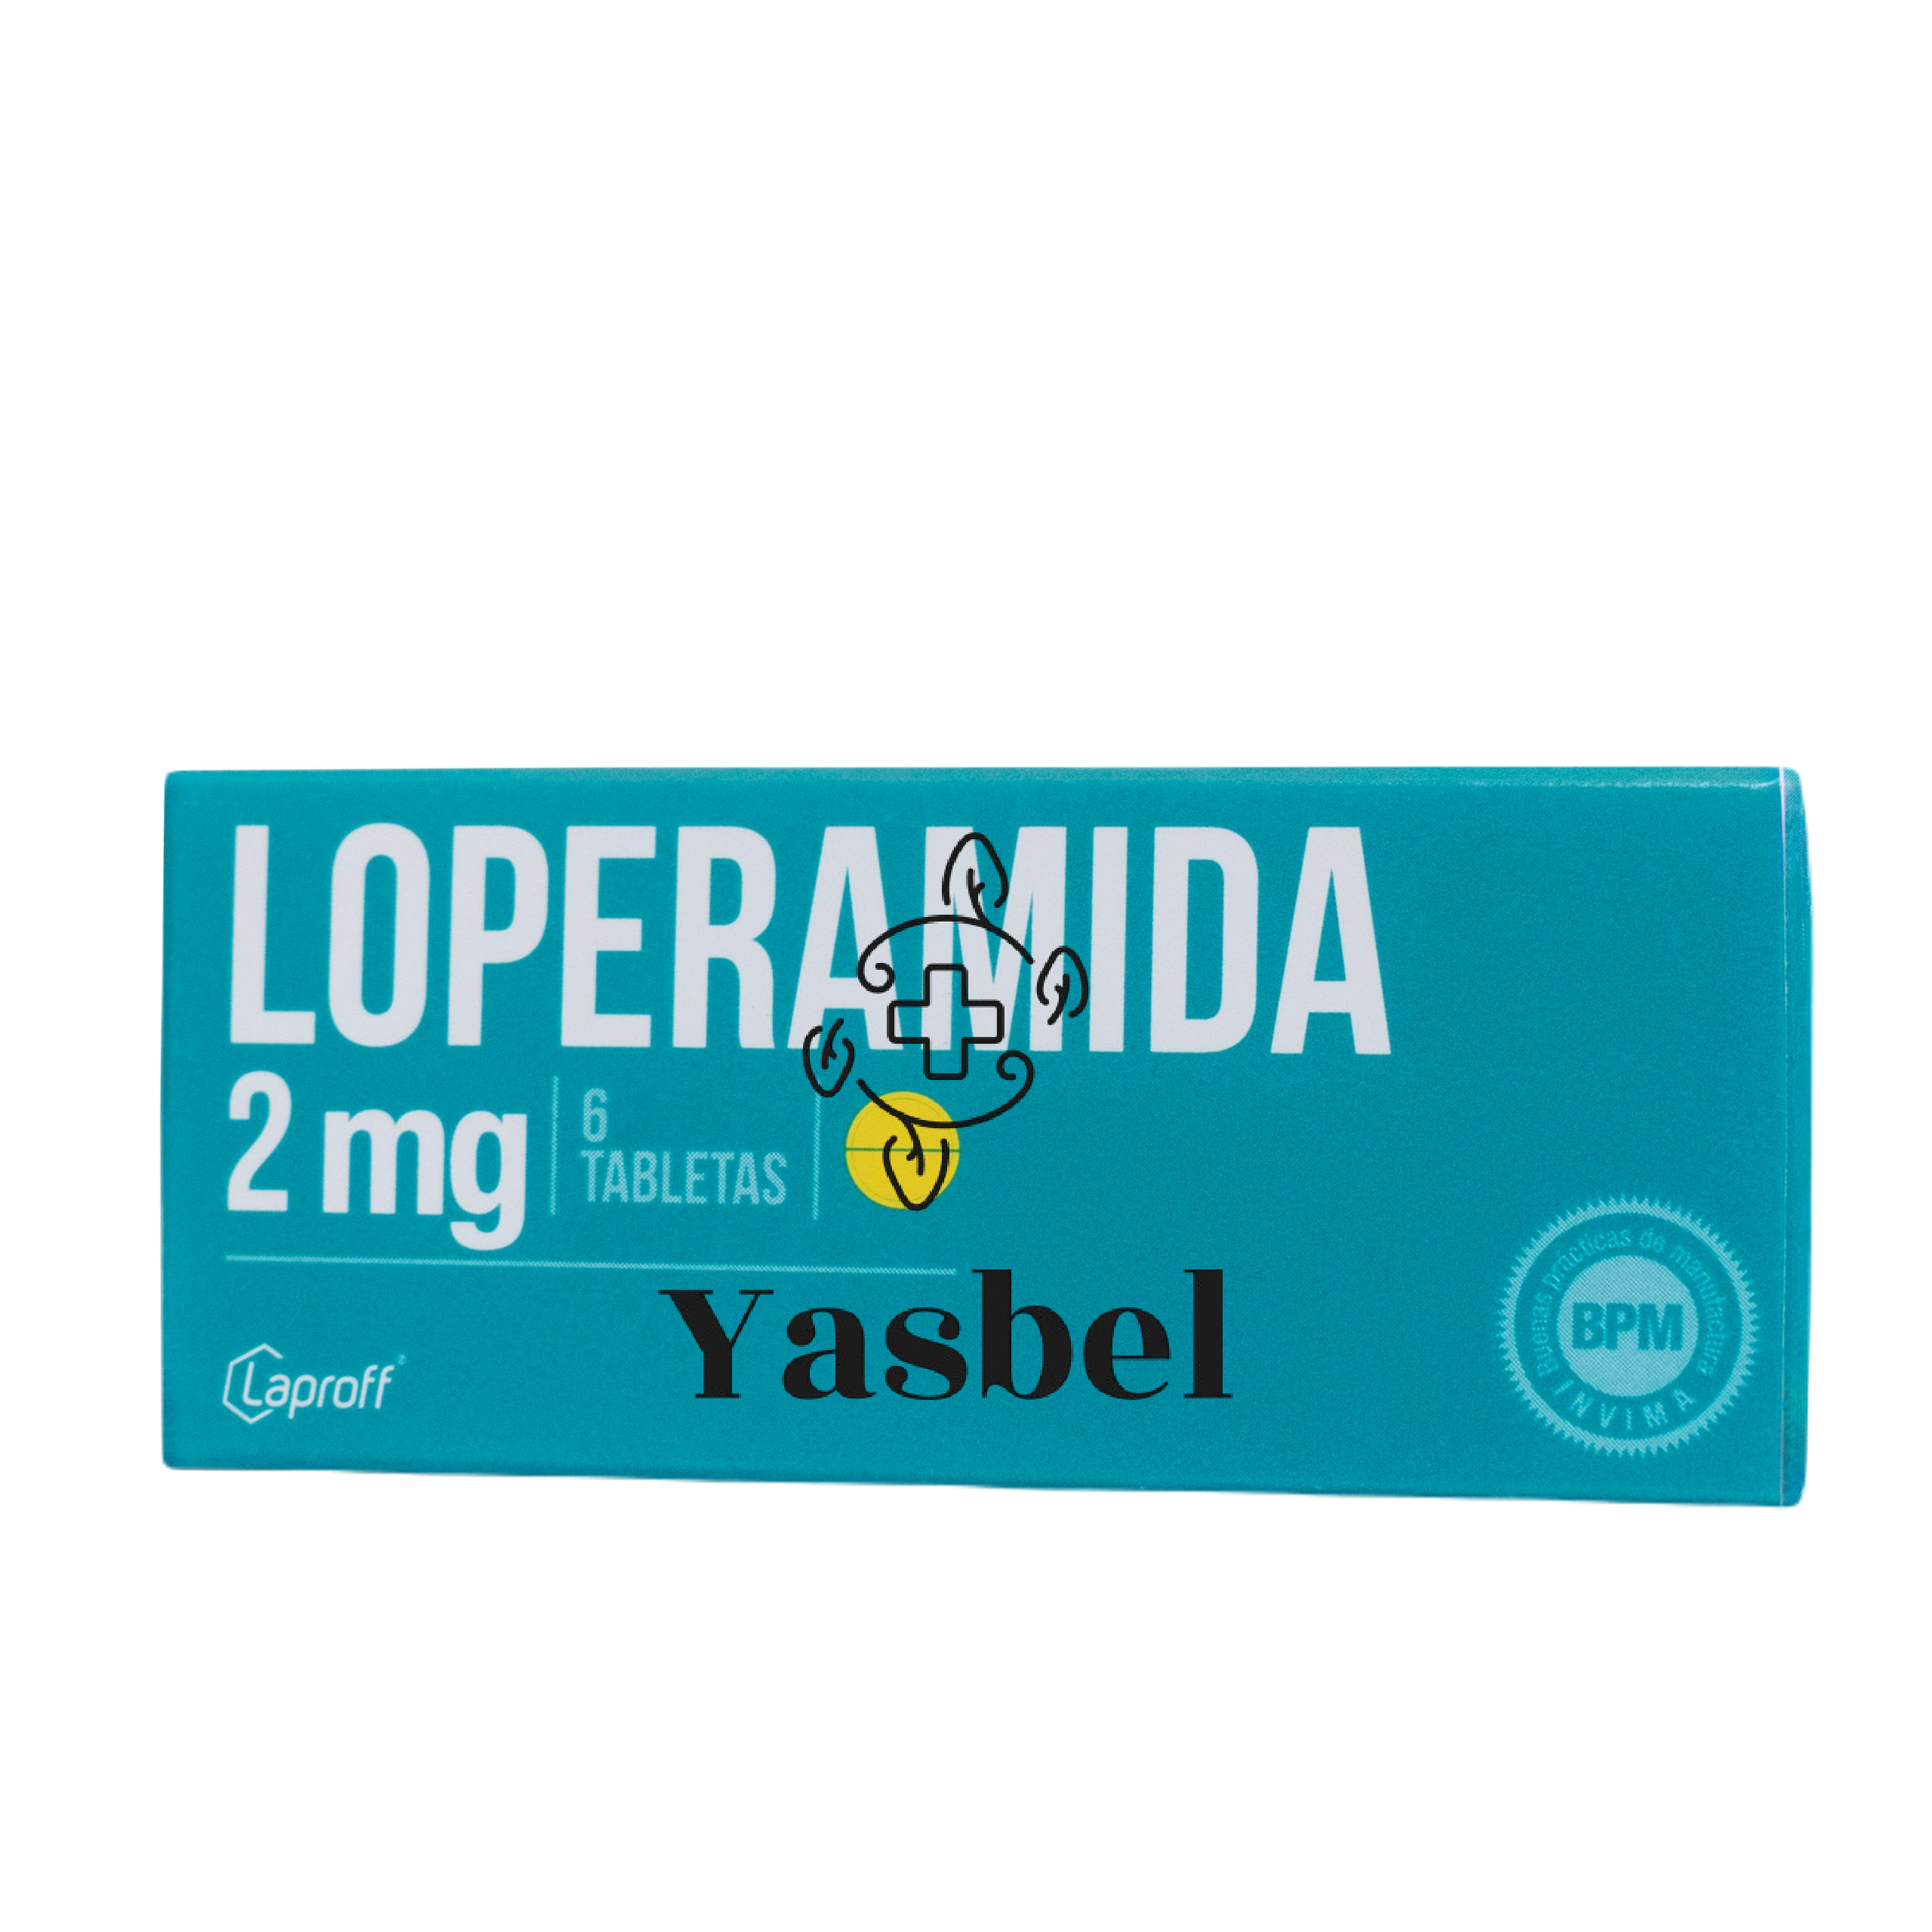 LOPERAMIDA
2 mg
6
TABLETAS
Yasbel
Laproff®
Buenas prácticas de manufactura
BPM
INVIMA